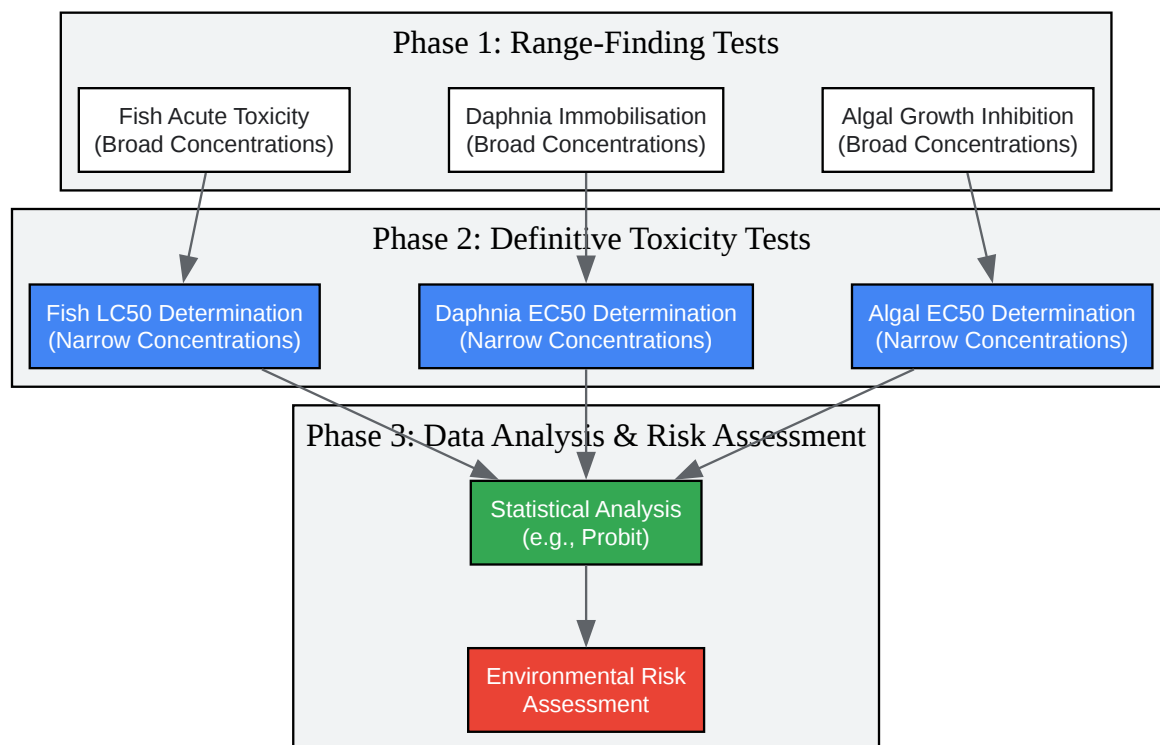 Phase 1: Range-Finding Tests
Fish Acute Toxicity
(Broad Concentrations)
Daphnia Immobilisation
(Broad Concentrations)
Algal Growth Inhibition
(Broad Concentrations)
Phase 2: Definitive Toxicity Tests
Fish LC50 Determination
(Narrow Concentrations)
Daphnia EC50 Determination
(Narrow Concentrations)
Algal EC50 Determination
(Narrow Concentrations)
Phase 3: Data Analysis & Risk Assessment
Statistical Analysis
(e.g., Probit)
Environmental Risk
Assessment